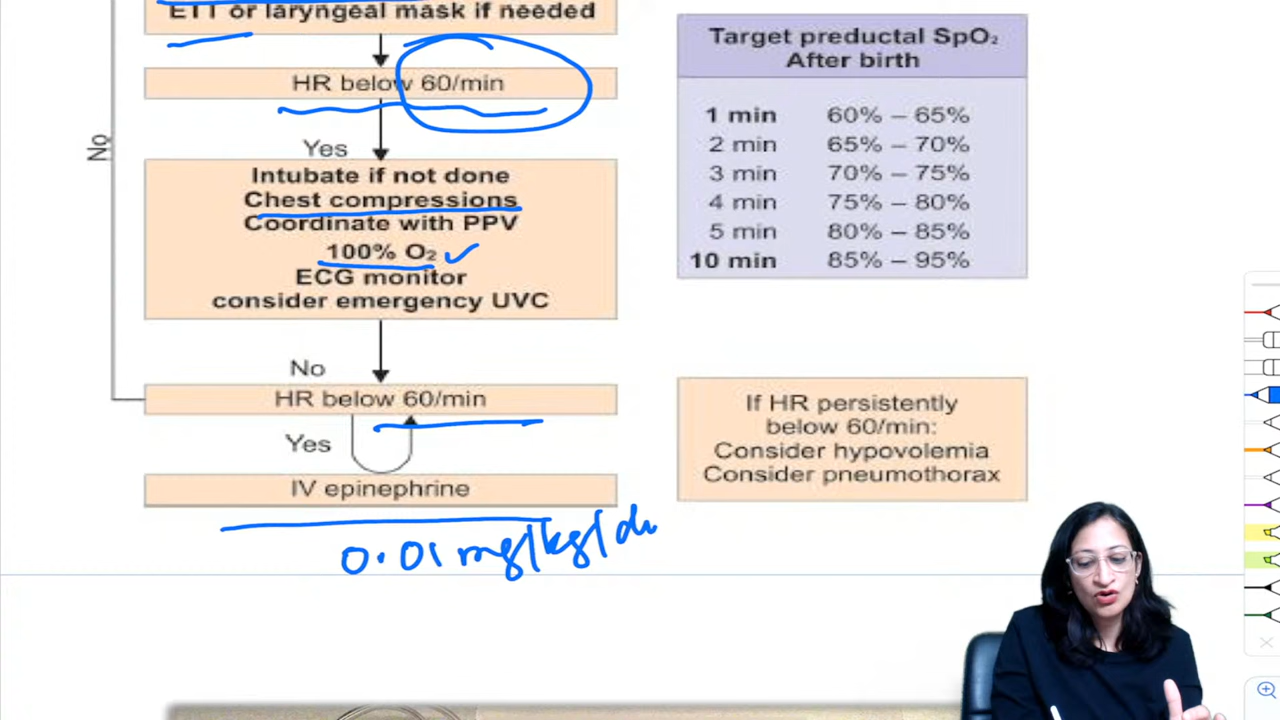 ETT or laryngeal mask if needed
HR below 60/min
No
Yes
Intubate if not done
Chest compressions
Coordinate with PPV
100% O₂
ECG monitor
consider emergency UVC
No
HR below 60/min
Yes
IV epinephrine
0.01 mg/kg/do
Target preductal SpO₂
After birth
1 min 60% – 65%
2 min 65% – 70%
3 min 70% – 75%
4 min 75% – 80%
5 min 80% – 85%
10 min 85% – 95%
If HR persistently
below 60/min:
Consider hypovolemia
Consider pneumothorax